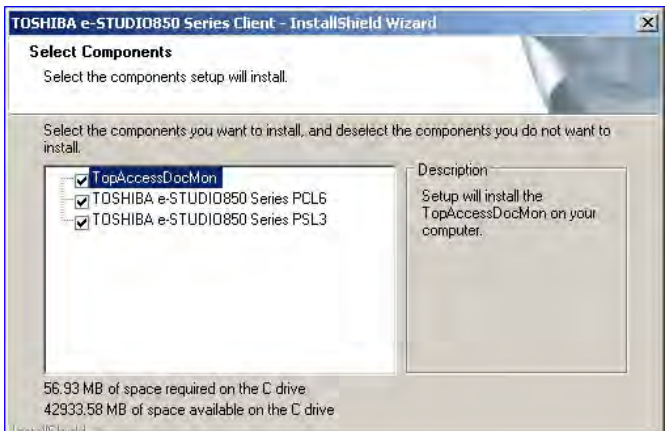 TOSHIBA e-STUDIO850 Series Client - InstallShield Wizard
Select Components
Select the components setup will install.
Select the components you want to install, and deselect the components you do not want to
install.
TopAccessDocMon
TOSHIBA e-STUDIO850 Series PCL6
TOSHIBA e-STUDIO850 Series PSL3
Description
Setup will install the
TopAccessDocMon on your
computer.
56.93 MB of space required on the C drive
42933.58 MB of space available on the C drive
InstallShield